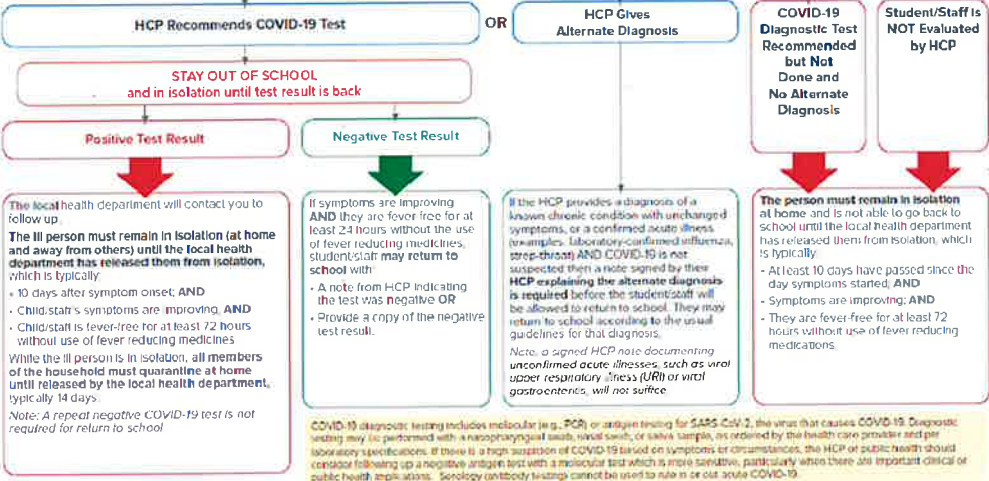 HCP Recommends COVID-19 Test
OR
HCP Gives
Alternate Diagnosis
COVID-19
Diagnostic Test
Recommended
but Not
Done and
No Alternate
Diagnosis
Student/Staff is
NOT Evaluated
by HCP
STAY OUT OF SCHOOL
and in isolation until test result is back
Positive Test Result
Negative Test Result
The local health department will contact you to
follow up.
The ill person must remain in isolation (at home
and away from others) until the local health
department has released them from isolation,
which is typically:
• 10 days after symptom onset; AND
• Child/staff's symptoms are improving, AND
• Child/staff is fever-free for at least 72 hours
without use of fever reducing medicines
While the ill person is in isolation, all members
of the household must quarantine at home
until released by the local health department,
typically 14 days.
Note: A repeat negative COVID-19 test is not
required for return to school
If symptoms are improving
AND they are fever-free for at
least 24 hours without the use
of fever reducing medicines,
student/staff may return to
school with:
• A note from HCP indicating
the test was negative OR
• Provide a copy of the negative
test result.
If the HCP provides a diagnosis of a
known chronic condition with unchanged
symptoms, or a confirmed acute illness
(examples: laboratory-confirmed influenza,
strep-throat) AND COVID-19 is not
suspected then a note signed by their
HCP explaining the alternate diagnosis
is required before the student/staff will
be allowed to return to school. They may
return to school according to the usual
guidelines for that diagnosis.
Note: a signed HCP note documenting
unconfirmed acute illnesses, such as viral
upper respiratory illness (URI) or viral
gastroenteritis, will not suffice.
The person must remain in isolation
at home and is not able to go back to
school until the local health department
has released them from isolation, which
is typically:
• At least 10 days have passed since the
day symptoms started; AND
• Symptoms are improving; AND
• They are fever-free for at least 72
hours without use of fever reducing
medications.
COVID-19 diagnostic testing includes molecular (e.g., PCR) or antigen testing for SARS-CoV-2, the virus that causes COVID-19. Diagnostic
testing may be performed with a nasopharyngeal swab, nasal swab, or saliva sample, as ordered by the health care provider and per
laboratory specifications. If there is a high suspicion of COVID-19 based on symptoms or circumstances, the HCP or public health should
consider following up a negative antigen test with a molecular test which is more sensitive, particularly when there are important clinical or
public health implications. Serology (antibody testing) cannot be used to rule in or out acute COVID-19.